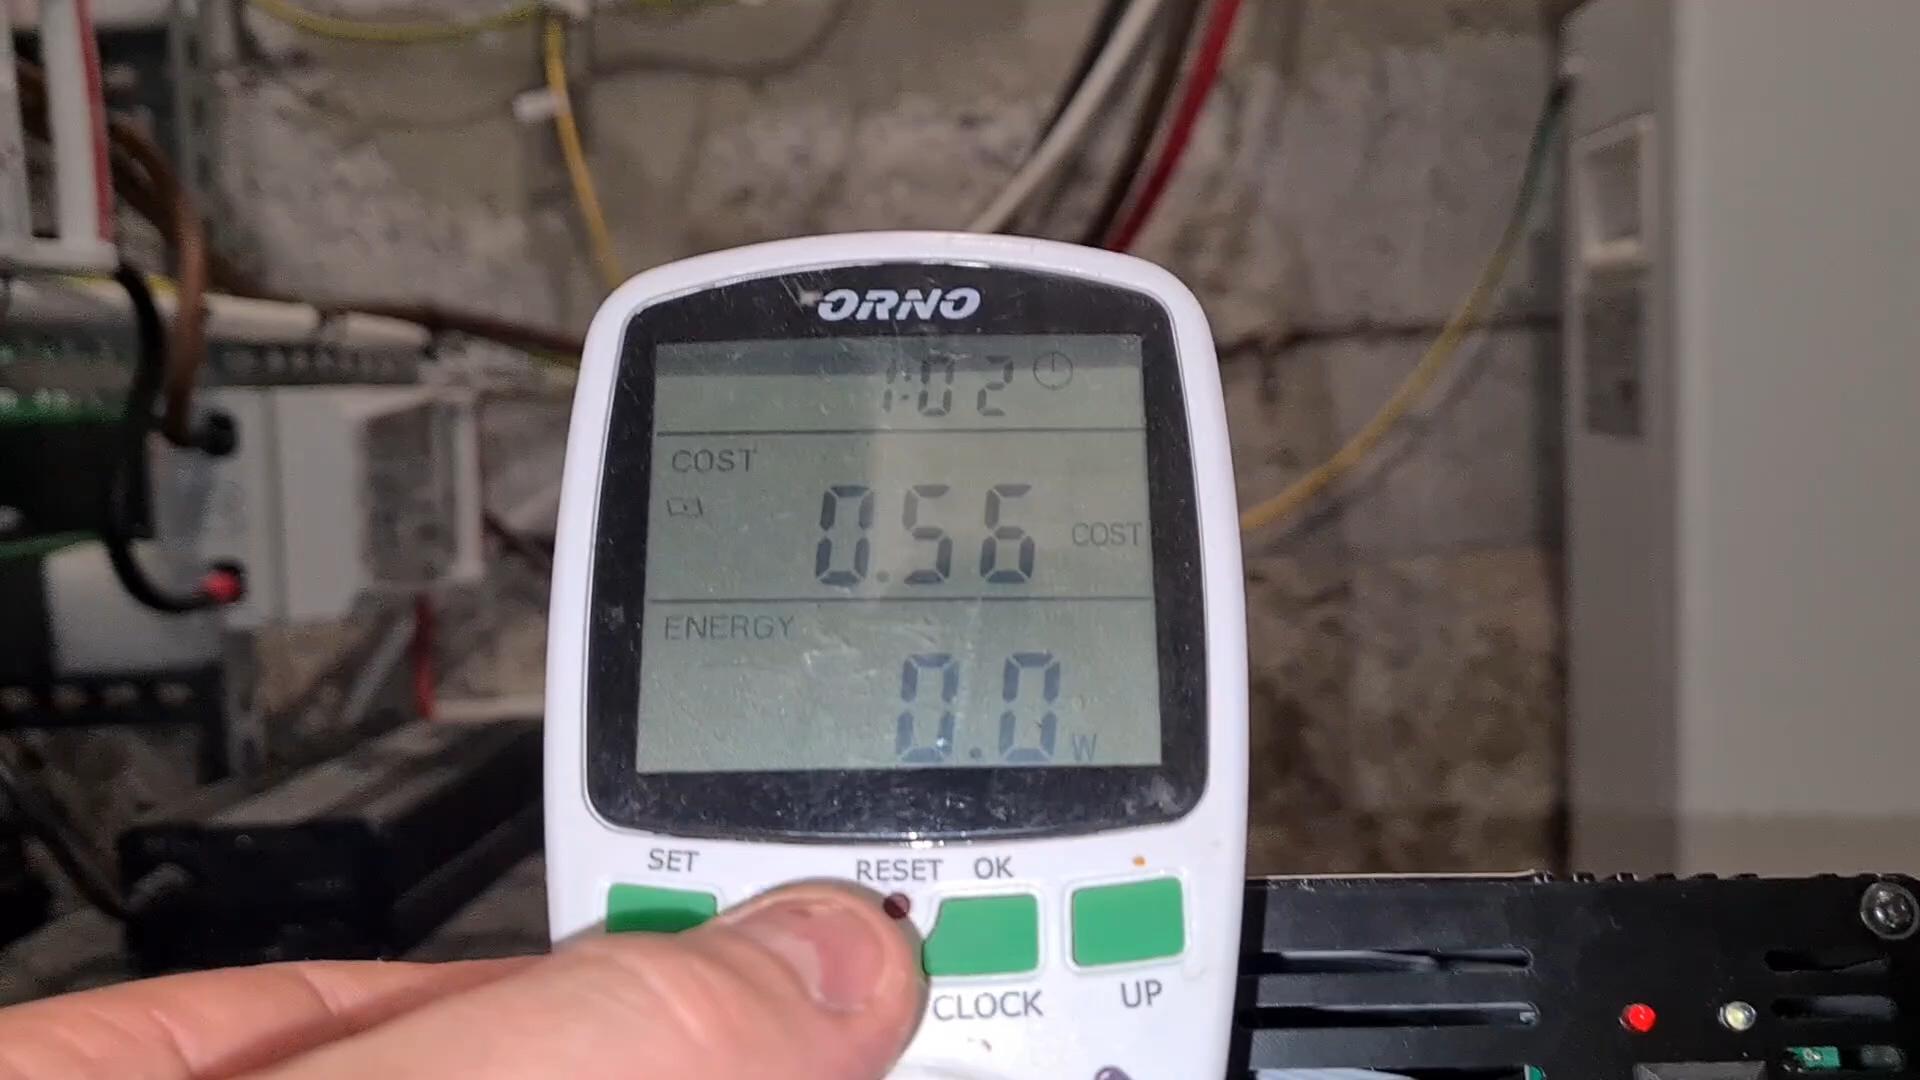 ORNO
1:02
COST
0.56 COST
ENERGY
0.0 W
SET RESET OK
CLOCK UP